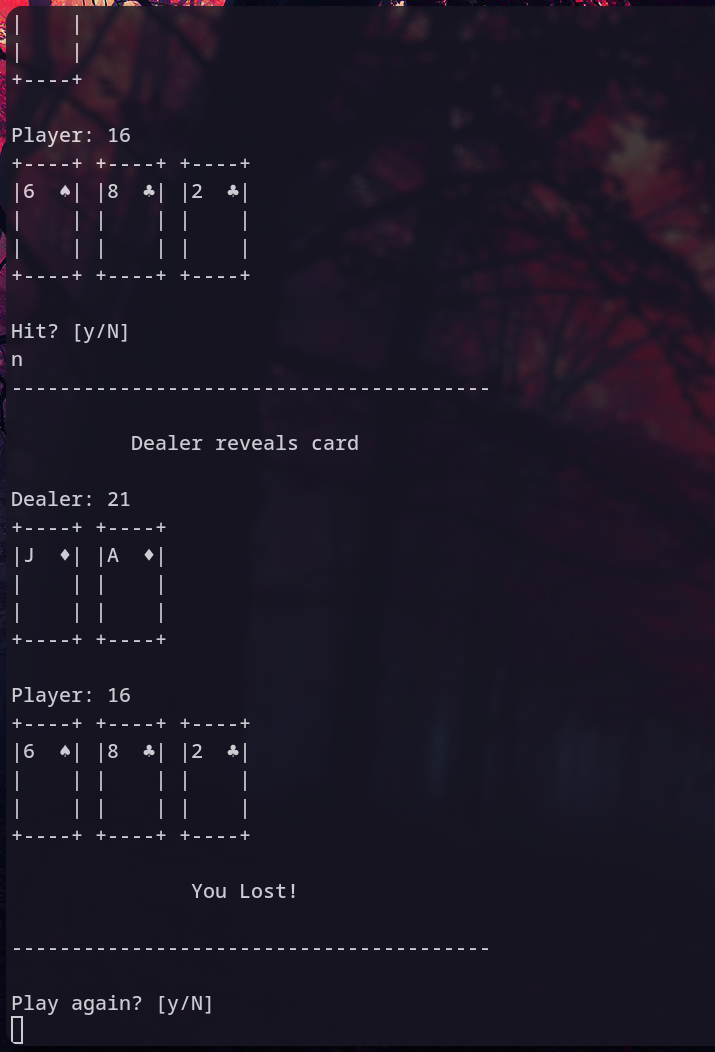 |    |
|    |
+----+
Player: 16
+----+ +----+ +----+
|6  ♠| |8  ♣| |2  ♣|
|    | |    | |    |
|    | |    | |    |
+----+ +----+ +----+
Hit? [y/N]
n
----------------------------------------
Dealer reveals card
Dealer: 21
+----+ +----+
|J  ♦| |A  ♦|
|    | |    |
|    | |    |
+----+ +----+
Player: 16
+----+ +----+ +----+
|6  ♠| |8  ♣| |2  ♣|
|    | |    | |    |
|    | |    | |    |
+----+ +----+ +----+
You Lost!
----------------------------------------
Play again? [y/N]